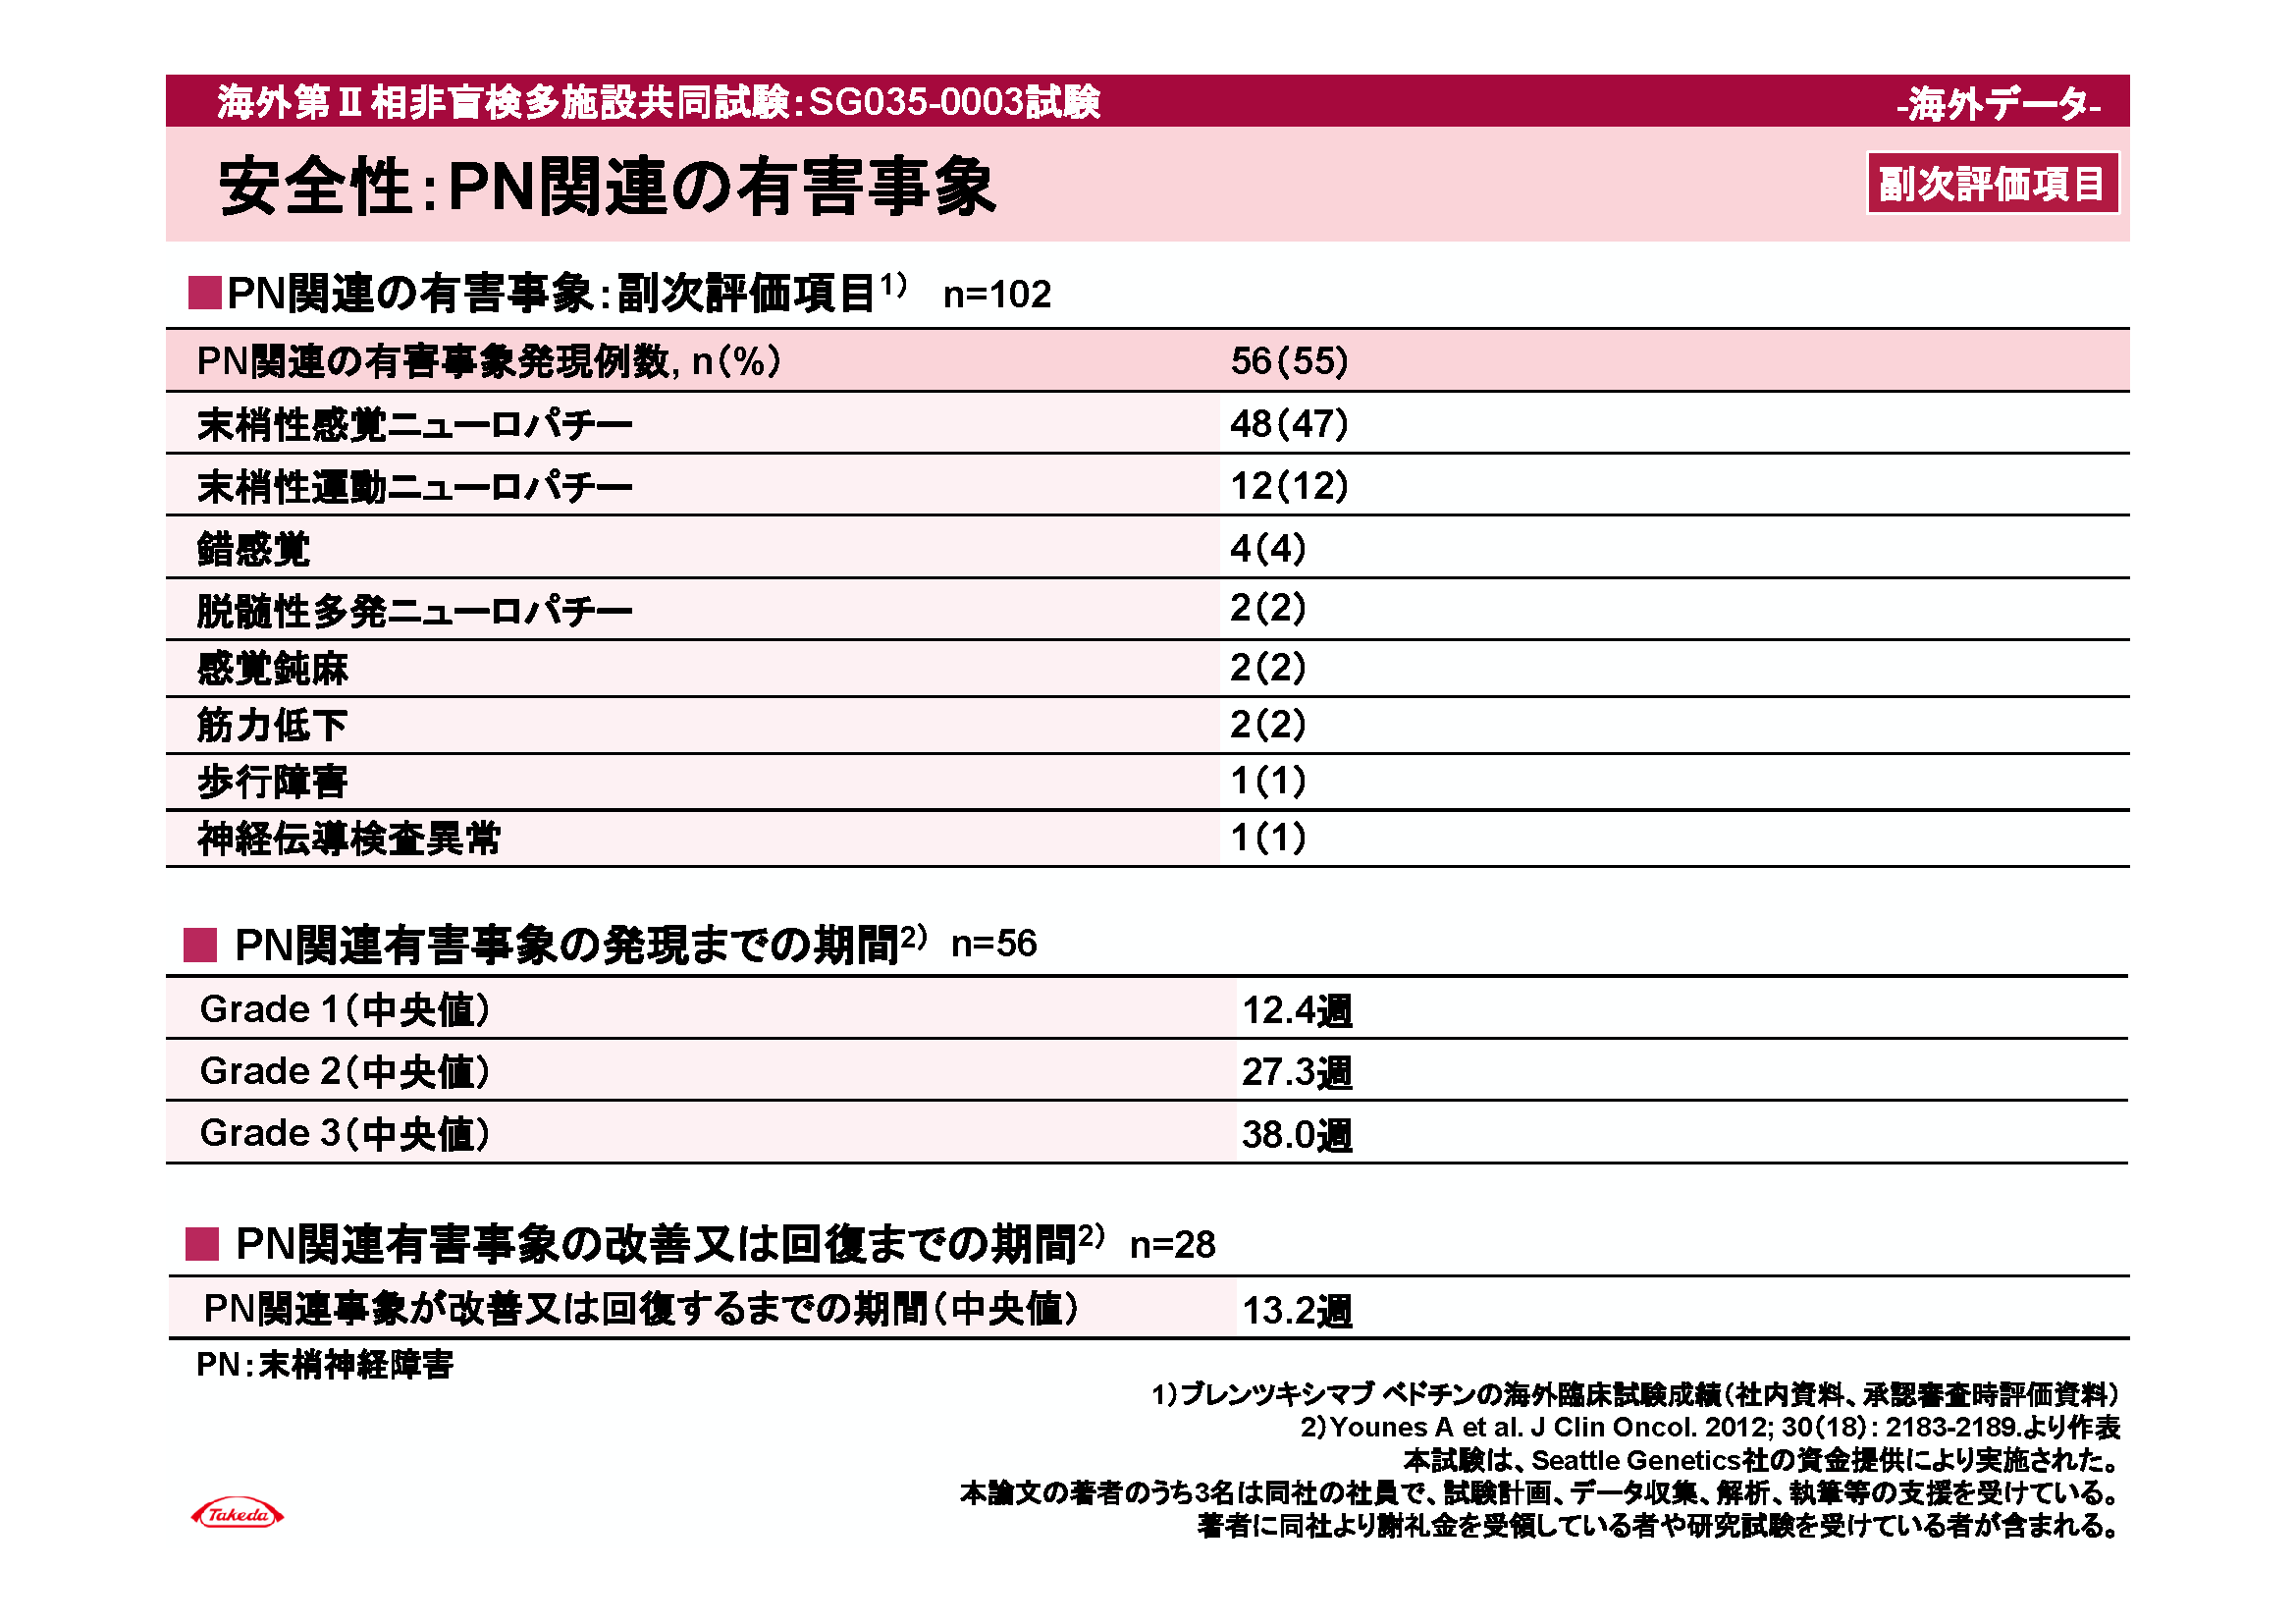 海外第Ⅱ相非盲検多施設共同試験：SG035-0003試験
-海外データ-
安全性：PN関連の有害事象
副次評価項目
■PN関連の有害事象：副次評価項目1） n=102
PN関連の有害事象発現例数, n（%） 56（55）
末梢性感覚ニューロパチー 48（47）
末梢性運動ニューロパチー 12（12）
錯感覚 4（4）
脱髄性多発ニューロパチー 2（2）
感覚鈍麻 2（2）
筋力低下 2（2）
歩行障害 1（1）
神経伝導検査異常 1（1）
■ PN関連有害事象の発現までの期間2） n=56
Grade 1（中央値） 12.4週
Grade 2（中央値） 27.3週
Grade 3（中央値） 38.0週
■ PN関連有害事象の改善又は回復までの期間2） n=28
PN関連事象が改善又は回復するまでの期間（中央値） 13.2週
PN：末梢神経障害
1）ブレンツキシマブ ベドチンの海外臨床試験成績（社内資料、承認審査時評価資料）
2）Younes A et al. J Clin Oncol. 2012; 30（18）: 2183-2189.より作表
本試験は、Seattle Genetics社の資金提供により実施された。
本論文の著者のうち3名は同社の社員で、試験計画、データ収集、解析、執筆等の支援を受けている。
著者に同社より謝礼金を受領している者や研究試験を受けている者が含まれる。
Takeda